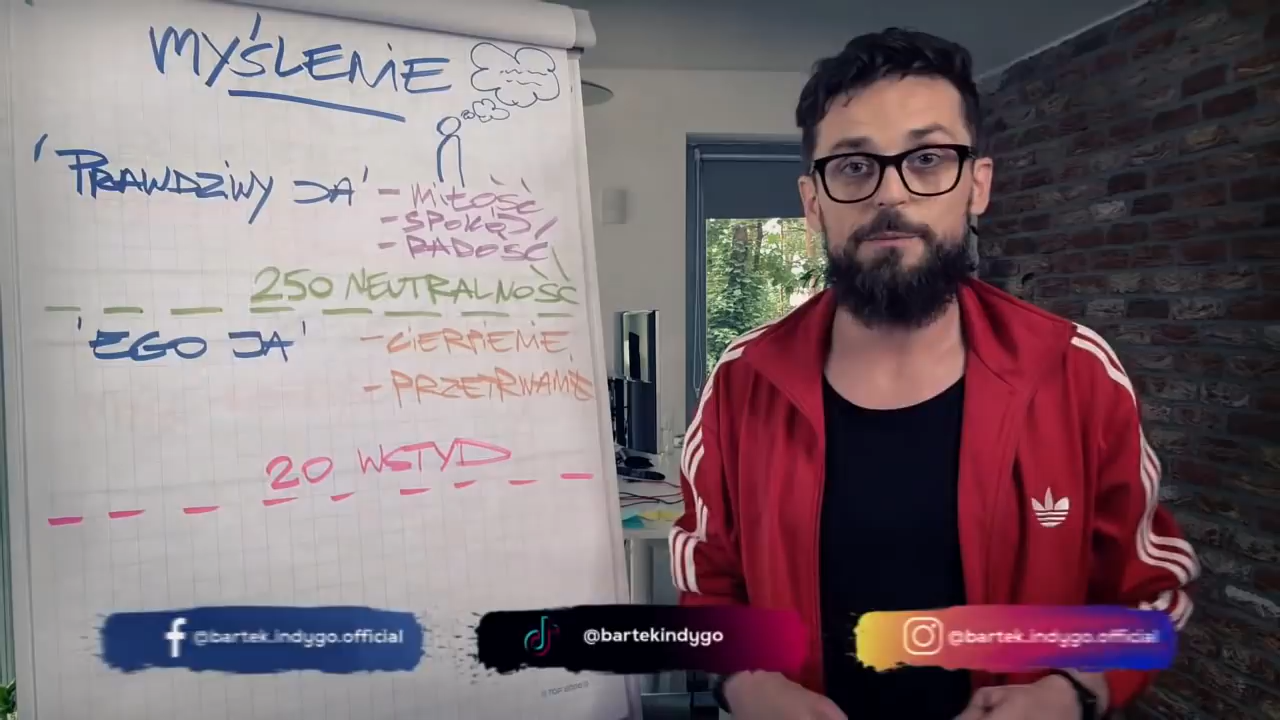 MYŚLENIE
'PRAWDZIWY JA'
- MIŁOŚĆ
- SPOKÓJ
- RADOŚĆ
250 NEUTRALNOŚĆ
'EGO JA'
- CIERPIENIE
- PRZETRWANIE
20 WSTYD
@bartek.indygo.official
@bartekindygo
@bartek.indygo.official